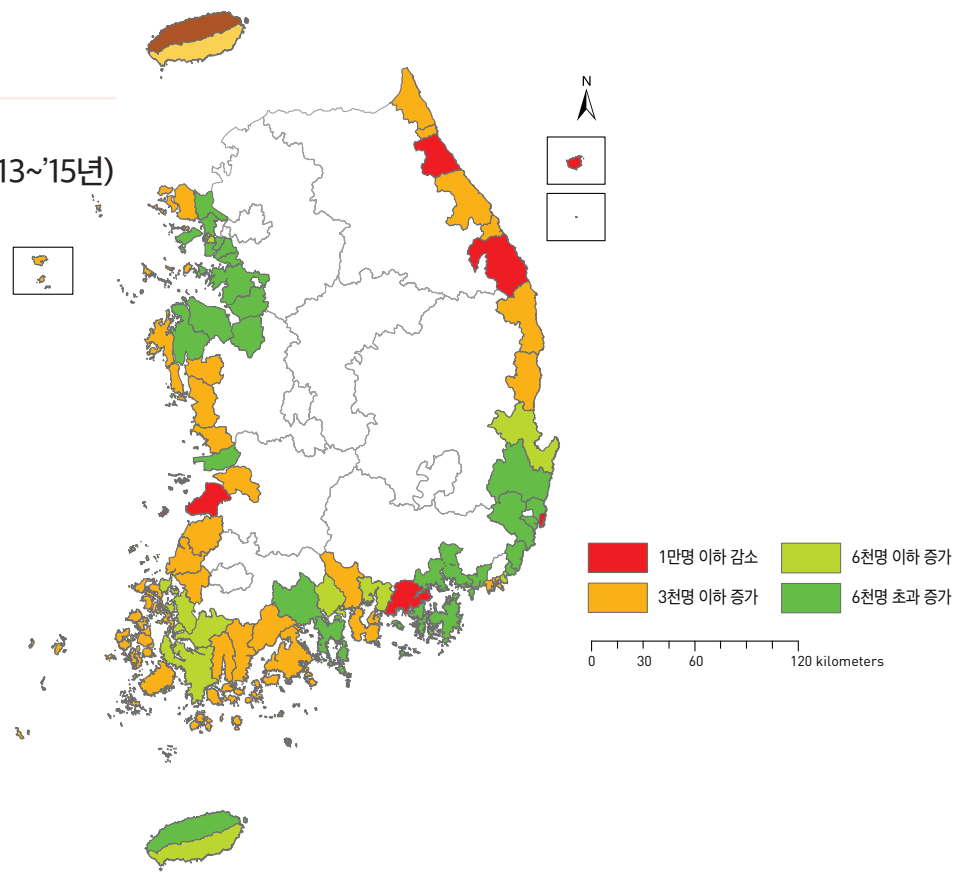 N
13~'15년)
1만명 이하 감소
6천명 이하 증가
3천명 이하 증가
6천명 초과 증가
0 30 60 120 kilometers